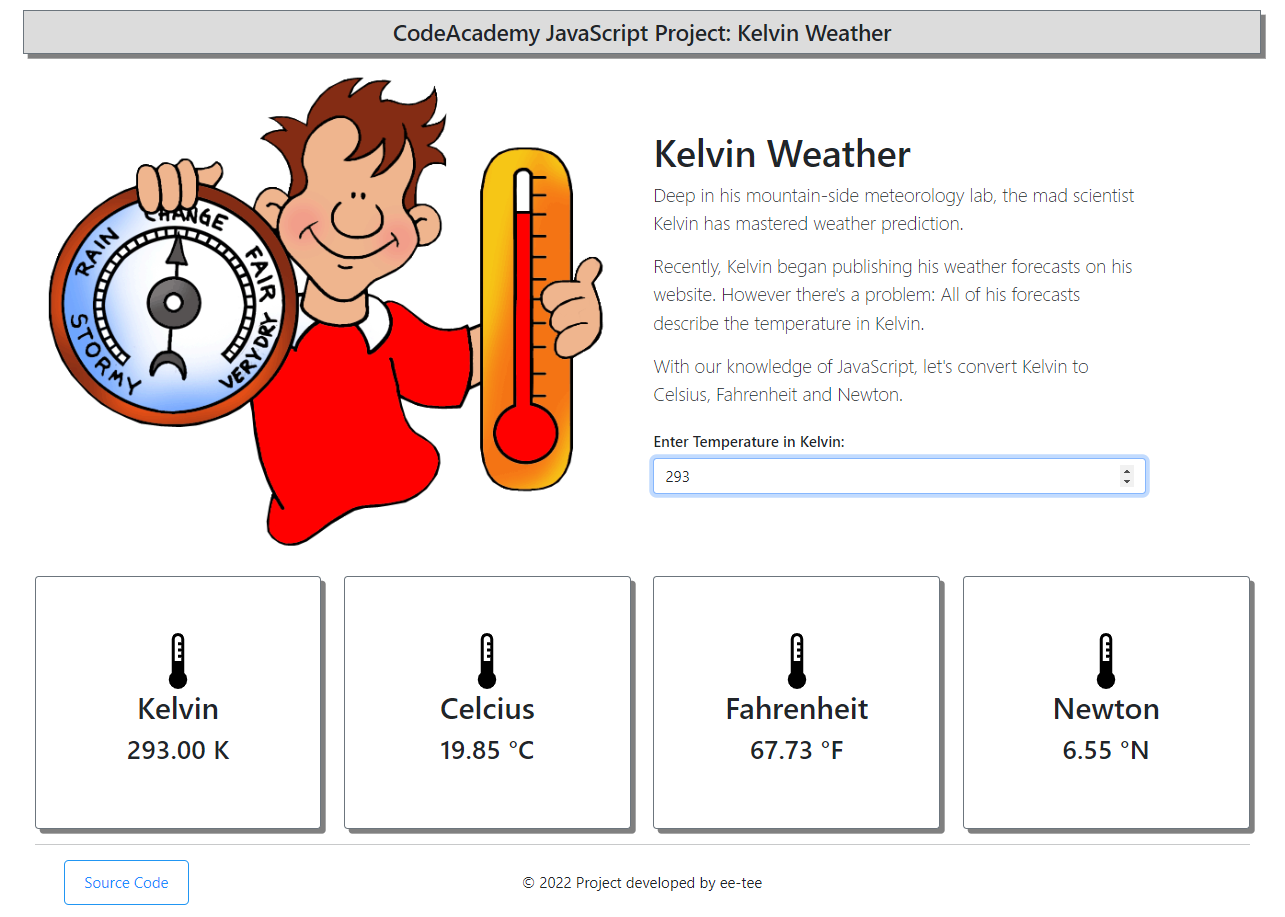 CodeAcademy JavaScript Project: Kelvin Weather
CHANGE
RAIN
FAIR
STORMY
VERY DRY
Kelvin Weather
Deep in his mountain-side meteorology lab, the mad scientist
Kelvin has mastered weather prediction.
Recently, Kelvin began publishing his weather forecasts on his
website. However there's a problem: All of his forecasts
describe the temperature in Kelvin.
With our knowledge of JavaScript, let's convert Kelvin to
Celsius, Fahrenheit and Newton.
Enter Temperature in Kelvin:
293
Kelvin
293.00 K
Celcius
19.85 °C
Fahrenheit
67.73 °F
Newton
6.55 °N
Source Code
© 2022 Project developed by ee-tee